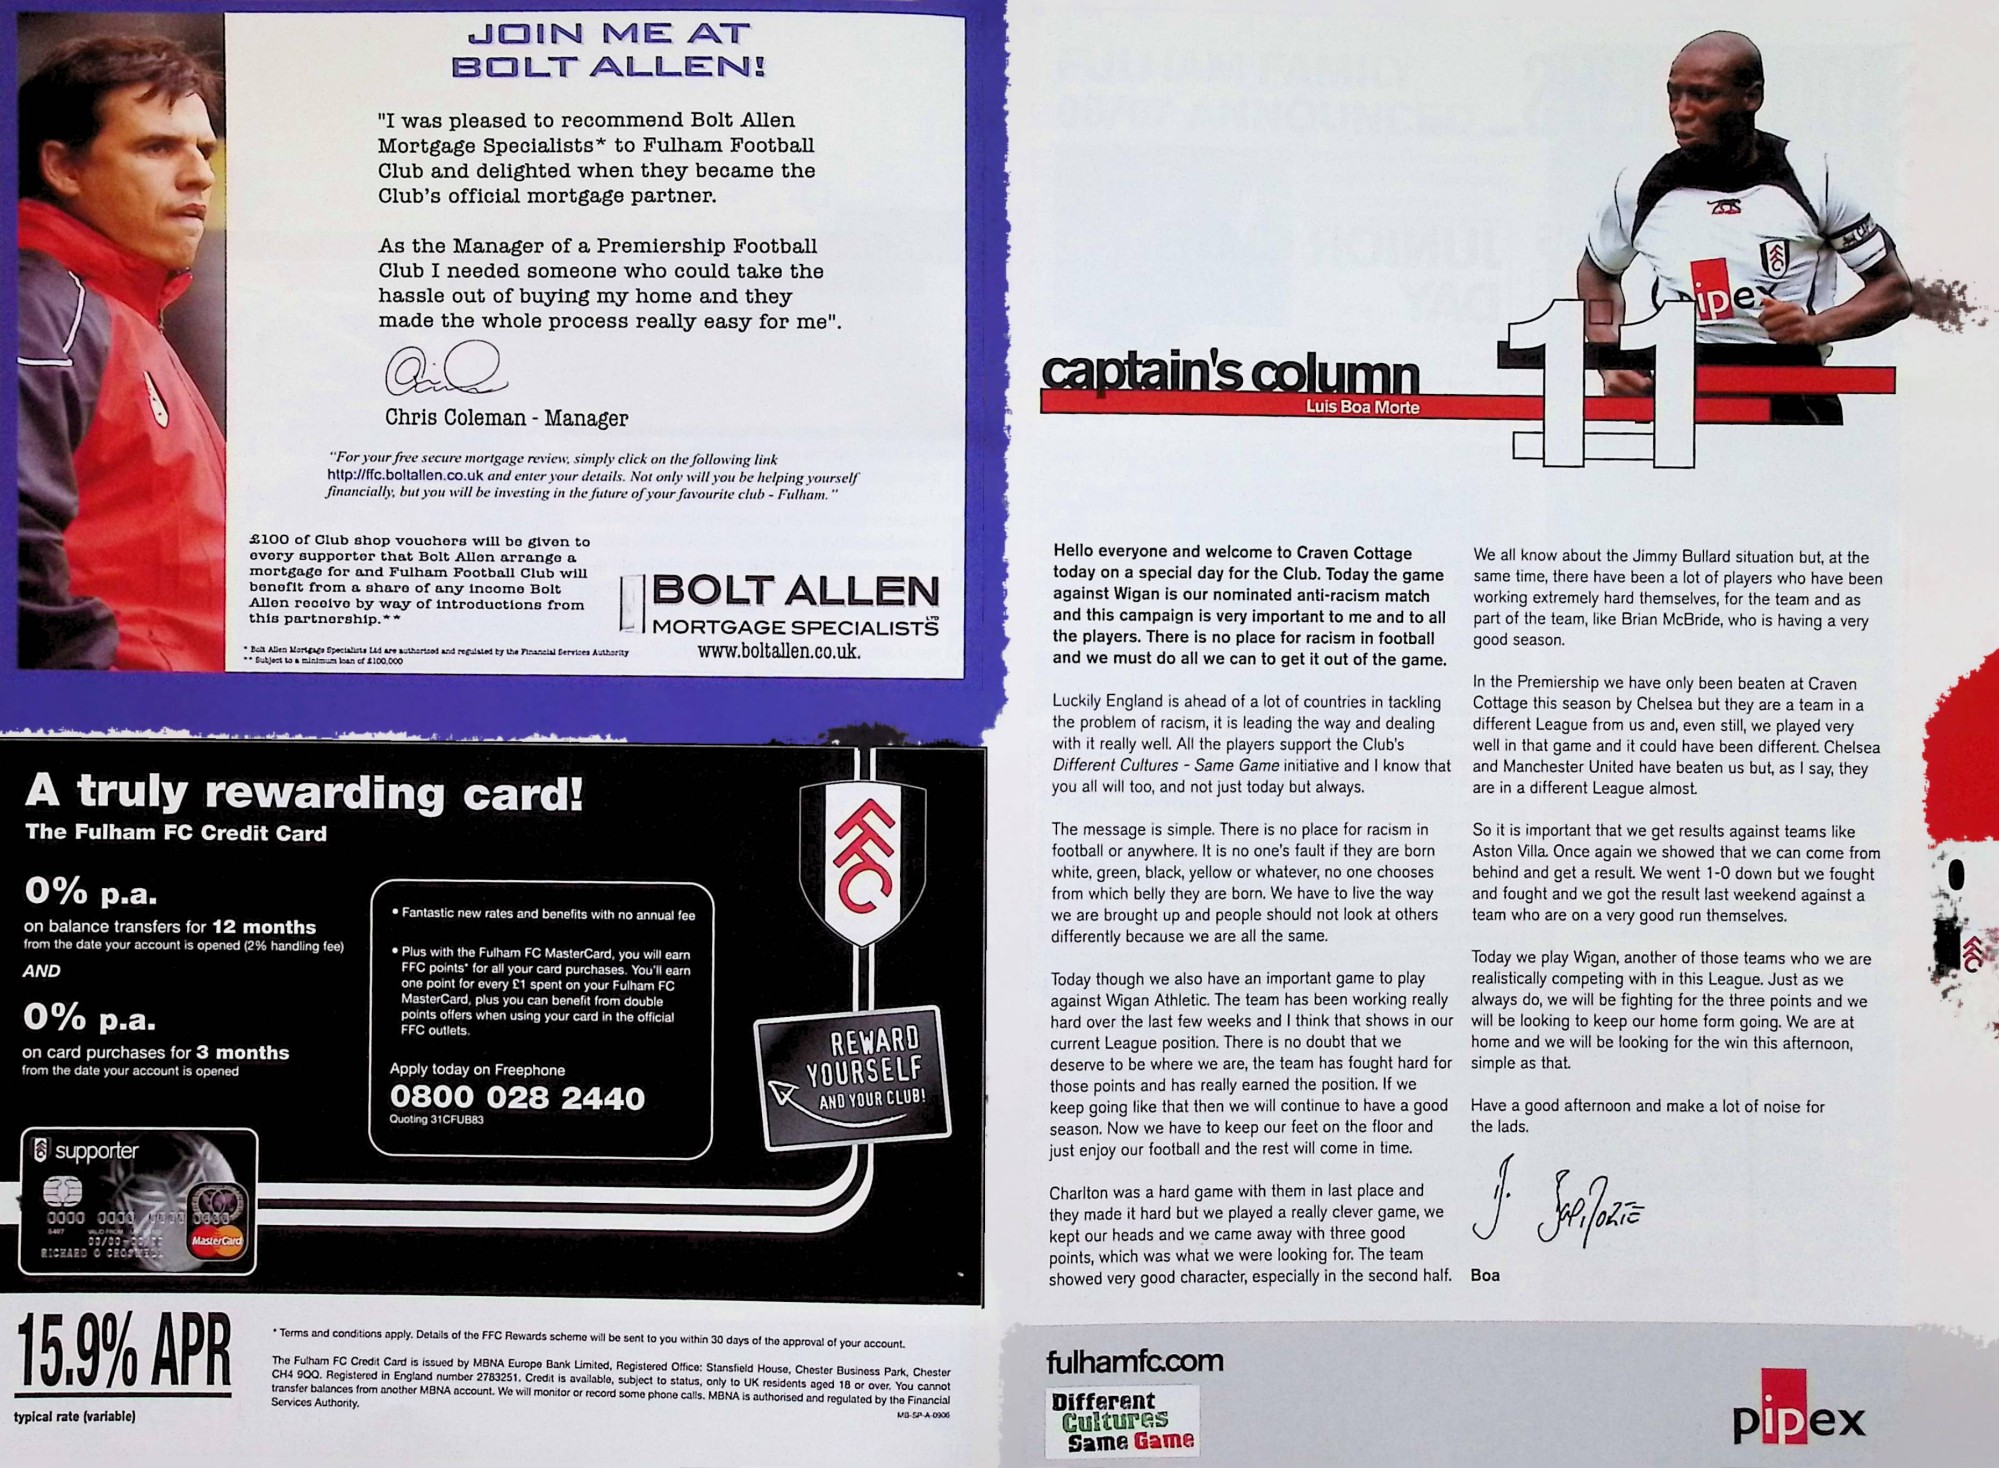 JOIN ME AT
BOLT ALLEN!
"I was pleased to recommend Bolt Allen
Mortgage Specialists* to Fulham Football
Club and delighted when they became the
Club's official mortgage partner.
As the Manager of a Premiership Football
Club I needed someone who could take the
hassle out of buying my home and they
made the whole process really easy for me".
Chris Coleman - Manager
"For your free secure mortgage review, simply click on the following link
http://ffc.boltallen.co.uk and enter your details. Not only will you be helping yourself
financially, but you will be investing in the future of your favourite club - Fulham."
£100 of Club shop vouchers will be given to
every supporter that Bolt Allen arrange a
mortgage for and Fulham Football Club will
benefit from a share of any income Bolt
Allen receive by way of introductions from
this partnership.**
* Bolt Allen Mortgage Specialists Ltd are authorised and regulated by the Financial Services Authority
** Subject to a minimum loan of £100,000
BOLT ALLEN
LTD
MORTGAGE SPECIALISTS
www.boltallen.co.uk.
A truly rewarding card!
The Fulham FC Credit Card
0% p.a.
on balance transfers for 12 months
from the date your account is opened (2% handling fee)
AND
0% p.a.
on card purchases for 3 months
from the date your account is opened
• Fantastic new rates and benefits with no annual fee
• Plus with the Fulham FC MasterCard, you will earn
FFC points* for all your card purchases. You'll earn
one point for every £1 spent on your Fulham FC
MasterCard, plus you can benefit from double
points offers when using your card in the official
FFC outlets.
Apply today on Freephone
0800 028 2440
Quoting 31CFUB83
FFC
REWARD
YOURSELF
AND YOUR CLUB!
supporter
0000 0000 0000 0000
MasterCard
15.9% APR
typical rate (variable)
* Terms and conditions apply. Details of the FFC Rewards scheme will be sent to you within 30 days of the approval of your account.
The Fulham FC Credit Card is issued by MBNA Europe Bank Limited, Registered Office: Stansfield House, Chester Business Park, Chester
CH4 9QQ. Registered in England number 2783251. Credit is available, subject to status, only to UK residents aged 18 or over. You cannot
transfer balances from another MBNA account. We will monitor or record some phone calls. MBNA is authorised and regulated by the Financial
Services Authority.
MB-SP-A-0906
FFC
pipex
11
captain's column
Luis Boa Morte
Hello everyone and welcome to Craven Cottage
today on a special day for the Club. Today the game
against Wigan is our nominated anti-racism match
and this campaign is very important to me and to all
the players. There is no place for racism in football
and we must do all we can to get it out of the game.
Luckily England is ahead of a lot of countries in tackling
the problem of racism, it is leading the way and dealing
with it really well. All the players support the Club's
Different Cultures - Same Game initiative and I know that
you all will too, and not just today but always.
The message is simple. There is no place for racism in
football or anywhere. It is no one's fault if they are born
white, green, black, yellow or whatever, no one chooses
from which belly they are born. We have to live the way
we are brought up and people should not look at others
differently because we are all the same.
Today though we also have an important game to play
against Wigan Athletic. The team has been working really
hard over the last few weeks and I think that shows in our
current League position. There is no doubt that we
deserve to be where we are, the team has fought hard for
those points and has really earned the position. If we
keep going like that then we will continue to have a good
season. Now we have to keep our feet on the floor and
just enjoy our football and the rest will come in time.
Charlton was a hard game with them in last place and
they made it hard but we played a really clever game, we
kept our heads and we came away with three good
points, which was what we were looking for. The team
showed very good character, especially in the second half.
We all know about the Jimmy Bullard situation but, at the
same time, there have been a lot of players who have been
working extremely hard themselves, for the team and as
part of the team, like Brian McBride, who is having a very
good season.
In the Premiership we have only been beaten at Craven
Cottage this season by Chelsea but they are a team in a
different League from us and, even still, we played very
well in that game and it could have been different. Chelsea
and Manchester United have beaten us but, as I say, they
are in a different League almost.
So it is important that we get results against teams like
Aston Villa. Once again we showed that we can come from
behind and get a result. We went 1-0 down but we fought
and fought and we got the result last weekend against a
team who are on a very good run themselves.
Today we play Wigan, another of those teams who we are
realistically competing with in this League. Just as we
always do, we will be fighting for the three points and we
will be looking to keep our home form going. We are at
home and we will be looking for the win this afternoon,
simple as that.
Have a good afternoon and make a lot of noise for
the lads.
Boa
fulhamfc.com
Different
Cultures
Same Game
pipex